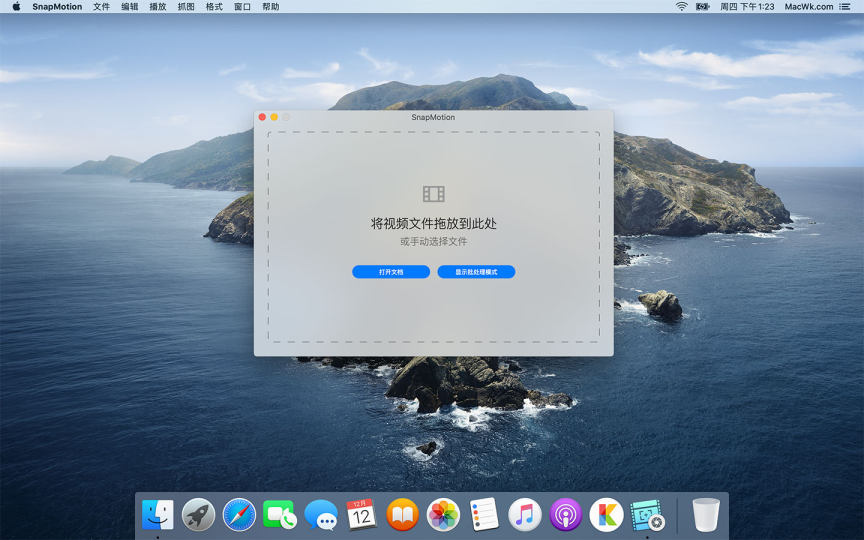 SnapMotion 文件 编辑 播放 抓图 格式 窗口 帮助 周四 下午1:23 MacWk.com
SnapMotion
将视频文件拖放到此处
或手动选择文件
打开文档 显示批处理模式
12月
12